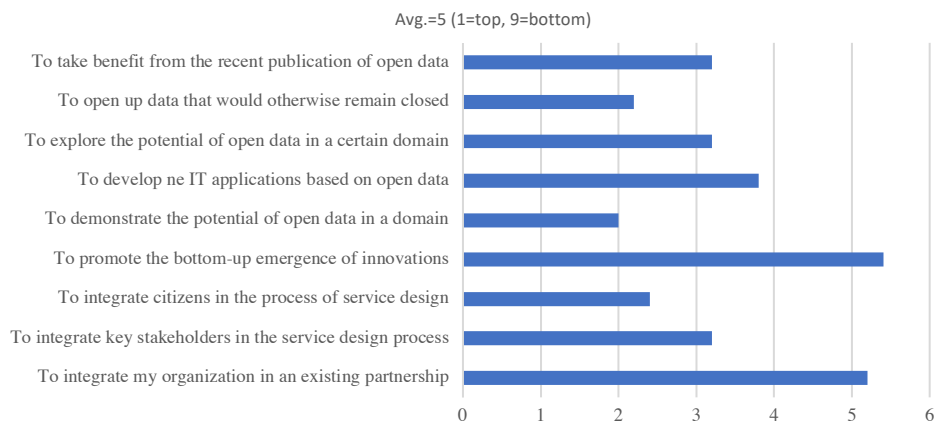 Avg.=5 (1=top, 9=bottom)
To take benefit from the recent publication of open data
To open up data that would otherwise remain closed
To explore the potential of open data in a certain domain
To develop ne IT applications based on open data
To demonstrate the potential of open data in a domain
To promote the bottom-up emergence of innovations
To integrate citizens in the process of service design
To integrate key stakeholders in the service design process
To integrate my organization in an existing partnership
0 1 2 3 4 5 6